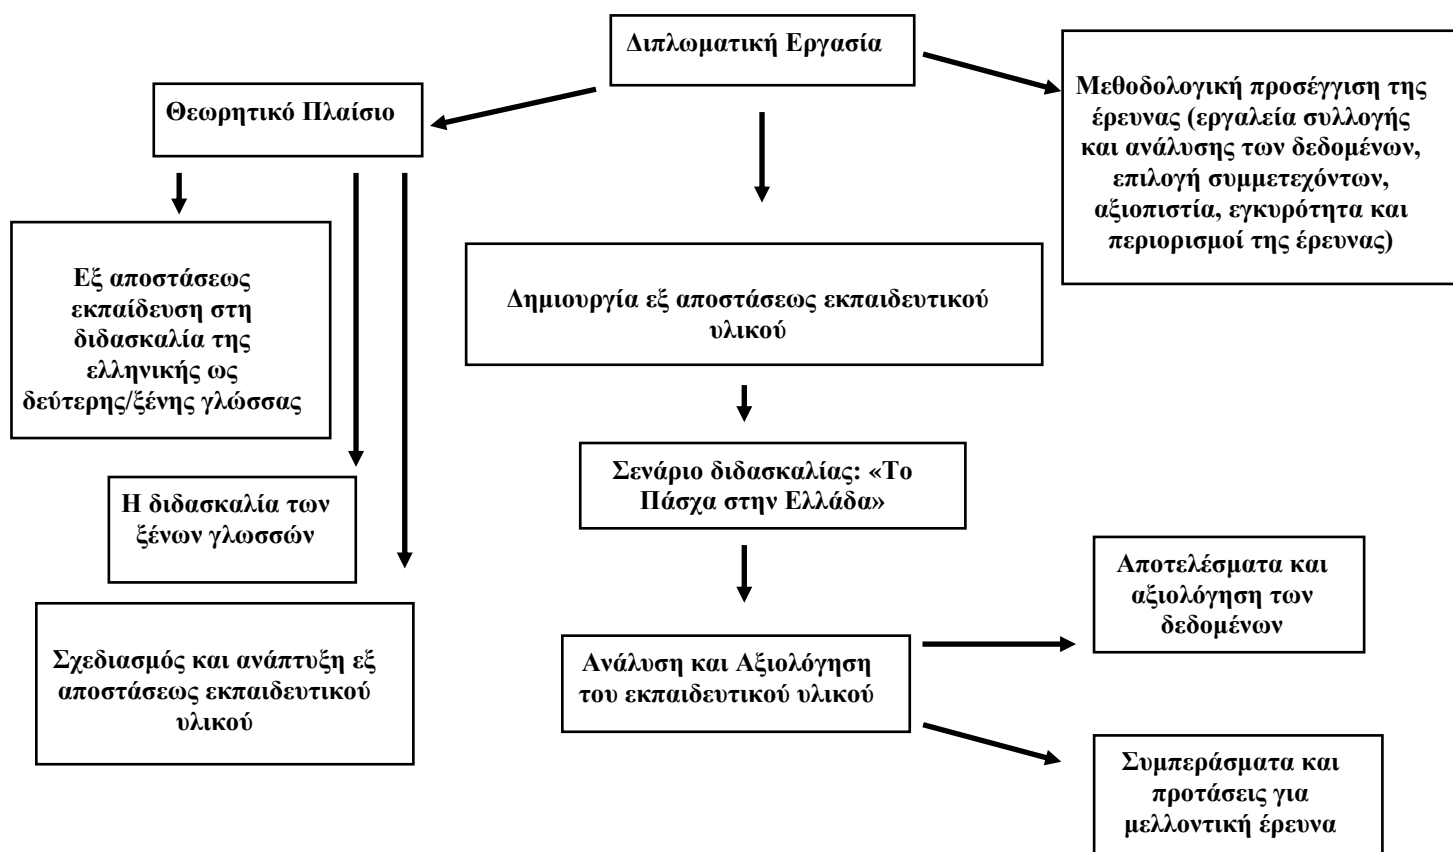 Διπλωματική Εργασία
Θεωρητικό Πλαίσιο
Μεθοδολογική προσέγγιση της
έρευνας (εργαλεία συλλογής
και ανάλυσης των δεδομένων,
επιλογή συμμετεχόντων,
αξιοπιστία, εγκυρότητα και
περιορισμοί της έρευνας)
Εξ αποστάσεως
εκπαίδευση στη
διδασκαλία της
ελληνικής ως
δεύτερης/ξένης γλώσσας
Η διδασκαλία των
ξένων γλωσσών
Σχεδιασμός και ανάπτυξη εξ
αποστάσεως εκπαιδευτικού
υλικού
Δημιουργία εξ αποστάσεως εκπαιδευτικού
υλικού
Σενάριο διδασκαλίας: «Το
Πάσχα στην Ελλάδα»
Ανάλυση και Αξιολόγηση
του εκπαιδευτικού υλικού
Αποτελέσματα και
αξιολόγηση των
δεδομένων
Συμπεράσματα και
προτάσεις για
μελλοντική έρευνα